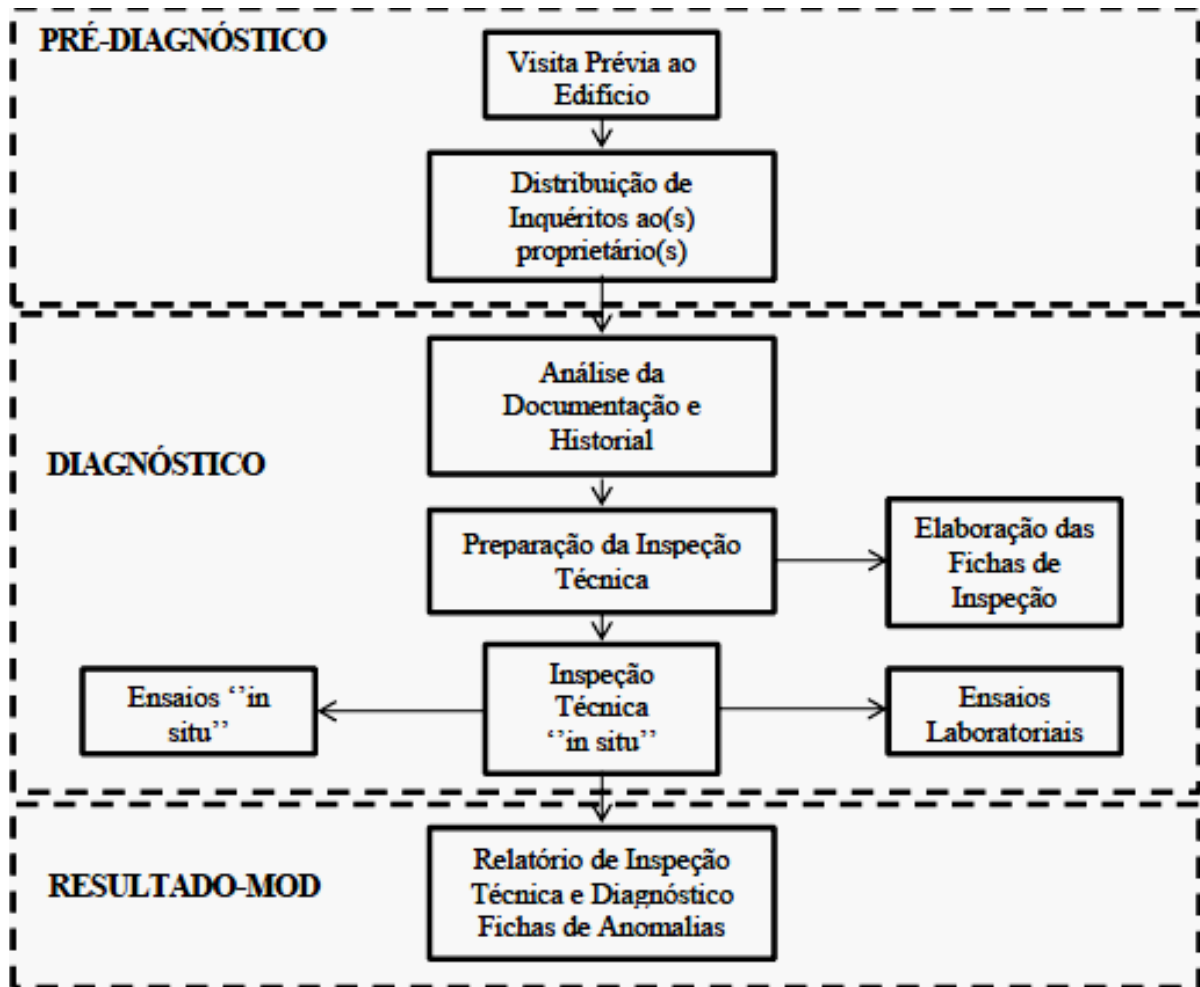 PRÉ-DIAGNÓSTICO
Visita Prévia ao
Edifício
Distribuição de
Inquéritos ao(s)
proprietário(s)
Análise da
Documentação e
Historial
DIAGNÓSTICO
Preparação da Inspeção
Técnica
Elaboração das
Fichas de
Inspeção
Ensaios ‘’in
situ’’
Inspeção
Técnica
‘’in situ’’
Ensaios
Laboratoriais
RESULTADO-MOD
Relatório de Inspeção
Técnica e Diagnóstico
Fichas de Anomalias